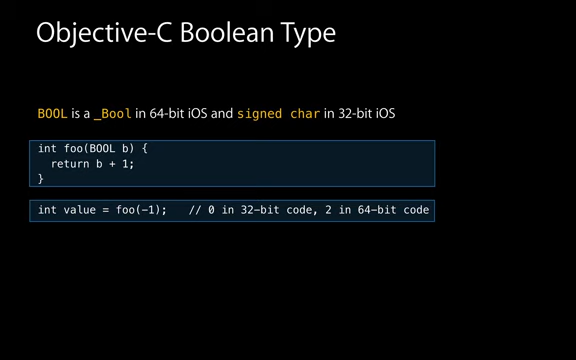 Objective-C Boolean Type
BOOL is a _Bool in 64-bit iOS and signed char in 32-bit iOS
int foo(BOOL b) {
  return b + 1;
}
int value = foo(-1);   // 0 in 32-bit code, 2 in 64-bit code